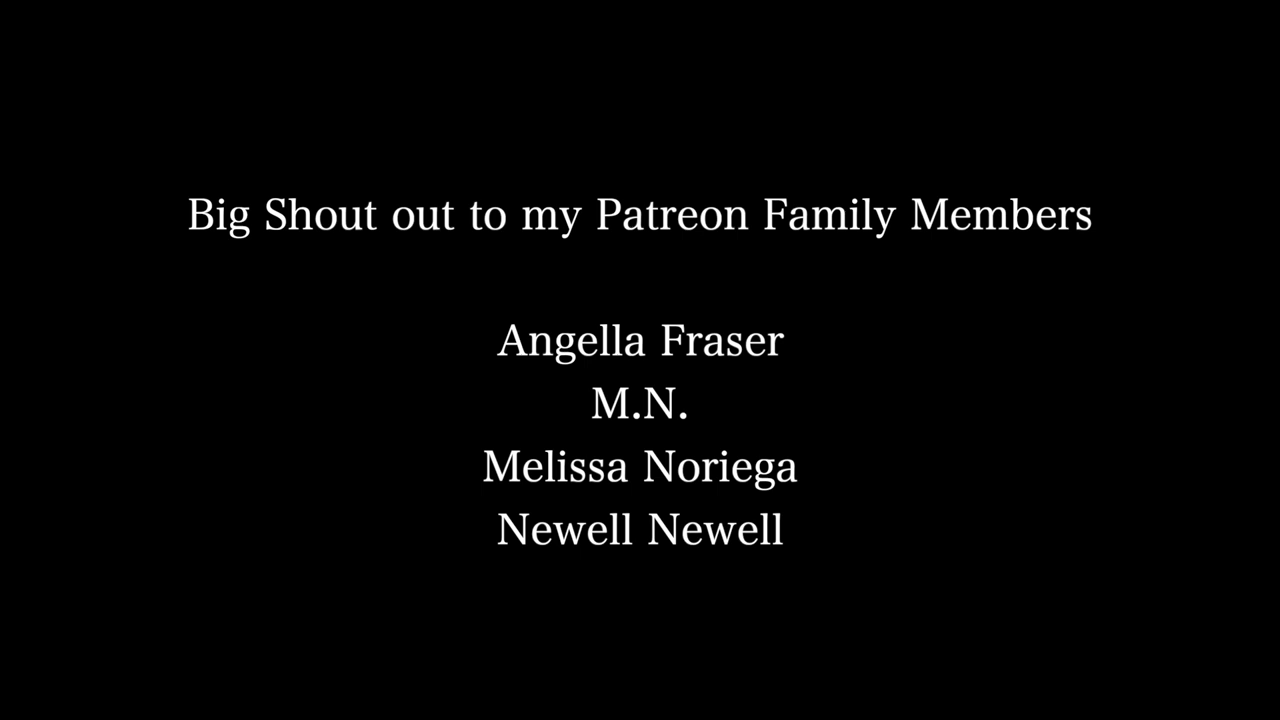 Big Shout out to my Patreon Family Members
Angella Fraser
M.N.
Melissa Noriega
Newell Newell